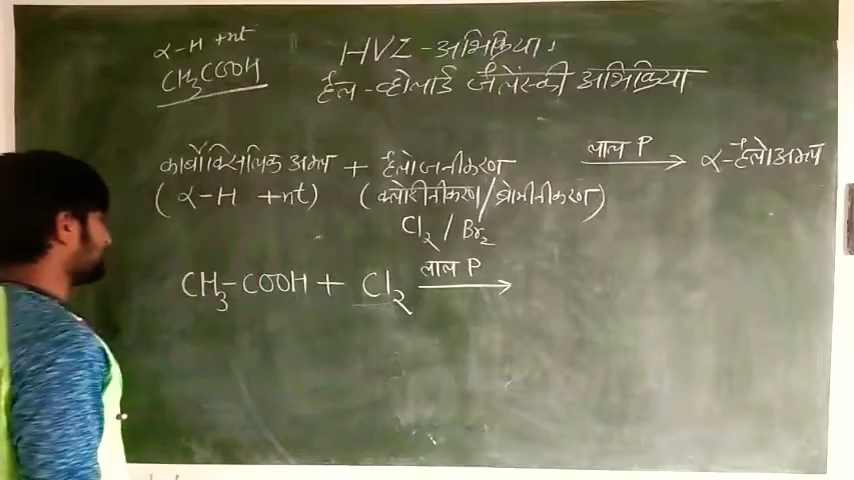 α-H +nt
CH₃COOH
HVZ-अभिक्रिया,
हैल-व्होलार्ड जैलेंस्की अभिक्रिया
कार्बोक्सिलिक अम्ल + हैलोजनीकरण लाल P → α-हैलोअम्ल
(α-H +nt) (क्लोरीनीकरण/ब्रोमीनीकरण)
Cl₂ / Br₂
CH₃-COOH + Cl₂ लाल P →